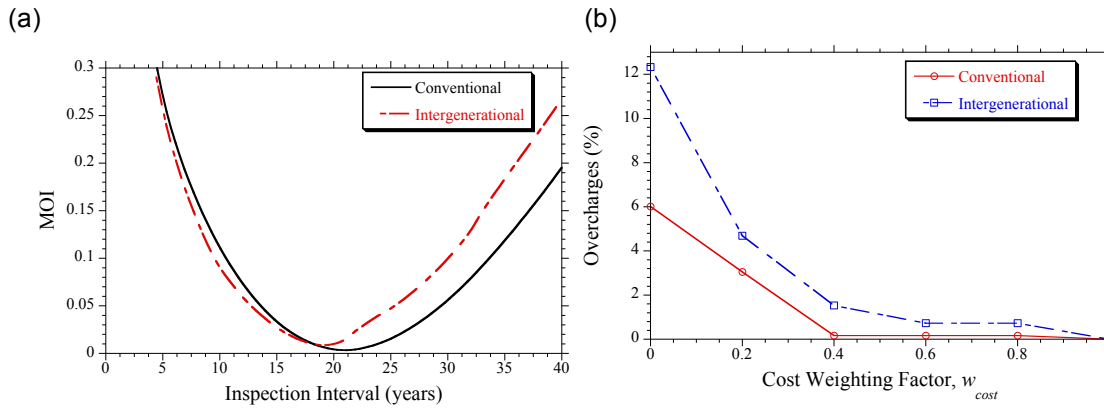 (a)
0.3
0.25
0.2
0.15
0.1
0.05
0
MOI
Conventional
Intergenerational
0 5 10 15 20 25 30 35 40
Inspection Interval (years)
(b)
12
10
8
6
4
2
0
Overcharges (%)
Conventional
Intergenerational
0 0.2 0.4 0.6 0.8
Cost Weighting Factor, w_cost